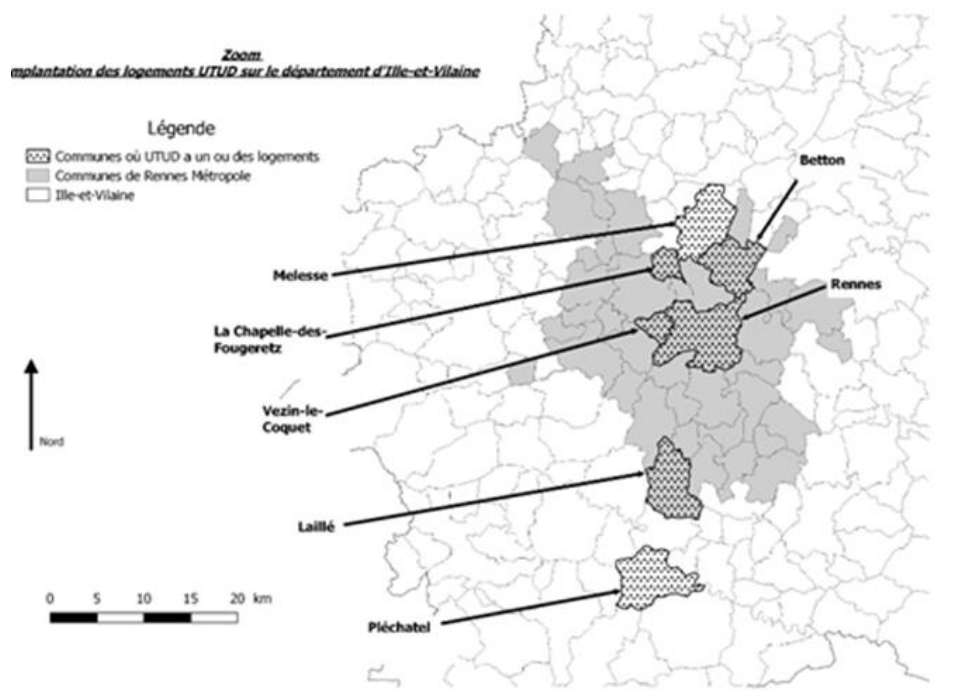 Zoom
mplantation des logements UTUD sur le département d'Ille-et-Vilaine
Légende
Communes où UTUD a un ou des logements
Communes de Rennes Métropole
Ille-et-Vilaine
Betton
Melesse
Rennes
La Chapelle-des-
Fougeretz
Vezin-le-
Coquet
Nord
Laillé
0 5 10 15 20 km
Pléchatel